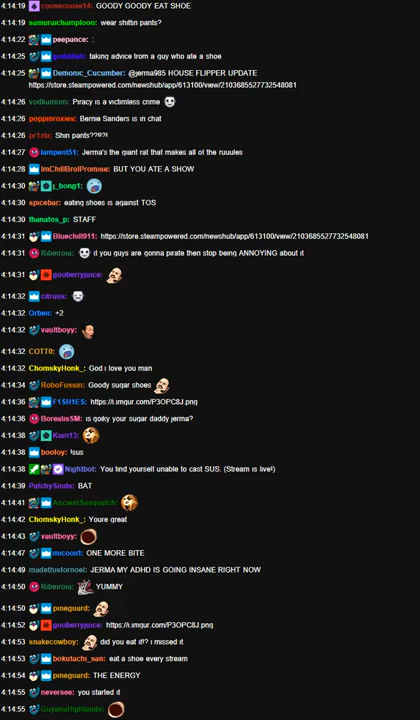 4:14:19 coosecoose14: GOODY GOODY EAT SHOE
4:14:19 samuraichamplooo: wear shittin pants?
4:14:22 peepance: :
4:14:25 taking advice from a guy who ate a shoe
4:14:25 Demonic_Cucumber: @jerma985 HOUSE FLIPPER UPDATE
https://store.steampowered.com/newshub/app/613100/view/2103685527732548081
4:14:26 vodkamom: Piracy is a victimless crime
4:14:26 poppinroxies: Bernie Sanders is in chat
4:14:26 pr1zla: Shin pants??!!?!
4:14:27 lumpent51: Jerma's the giant rat that makes all of the ruuules
4:14:28 ImChillBroIPromise: BUT YOU ATE A SHOW
4:14:30 j_bong1:
4:14:30 spicebar: eating shoes is against TOS
4:14:30 thanatos_p: STAFF
4:14:31 Bluechill911: https://store.steampowered.com/newshub/app/613100/view/2103685527732548081
4:14:31 Ribeirou: if you guys are gonna pirate then stop being ANNOYING about it
4:14:31 gooberryjuice:
4:14:32 citruus:
4:14:32 Orben: +2
4:14:32 vaultboyy:
4:14:32 COTT0:
4:14:32 ChomskyHonk_: God i love you man
4:14:34 RoboFussin: Goody sugar shoes
4:14:36 F1SH1ES: https://i.imgur.com/P3OPC8J.png
4:14:36 BorealisSM: is goiky your sugar daddy jerma?
4:14:38 Kiari13:
4:14:38 booloy: !sus
4:14:38 Nightbot: You find yourself unable to cast SUS. (Stream is live!)
4:14:39 PatchySouls: BAT
4:14:41 AncientSasquatch:
4:14:42 ChomskyHonk_: Youre great
4:14:43 vaultboyy:
4:14:47 mcoorl: ONE MORE BITE
4:14:49 madethisfornoel: JERMA MY ADHD IS GOING INSANE RIGHT NOW
4:14:50 Ribeirou: YUMMY
4:14:50 pineguard:
4:14:52 gooberryjuice: https://i.imgur.com/P3OPC8J.png
4:14:53 snakecowboy: did you eat it!? i missed it
4:14:53 bokutachi_san: eat a shoe every stream
4:14:54 pineguard: THE ENERGY
4:14:55 neversee: you started it
4:14:55 GuyanaHighlands: